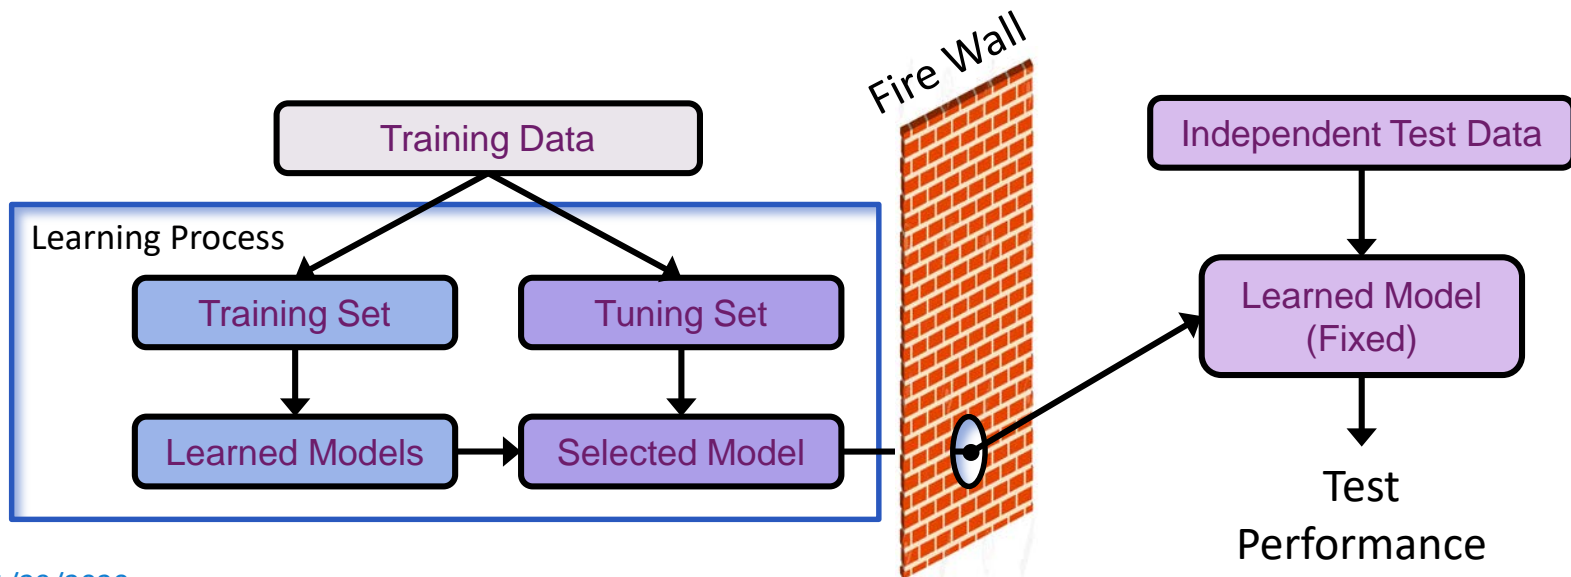 Fire Wall
Training Data
Independent Test Data
Learning Process
Training Set
Tuning Set
Learned Model
(Fixed)
Learned Models
Selected Model
Test
Performance